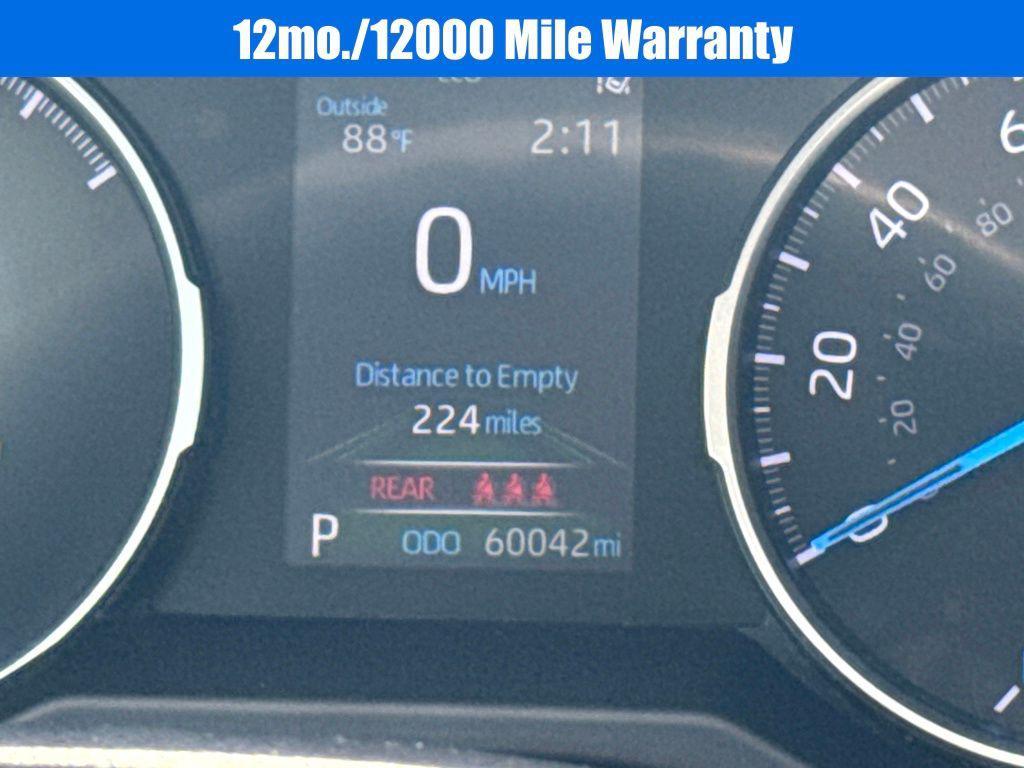 12mo./12000 Mile Warranty
Outside
88°F 2:11
0 MPH
Distance to Empty
224 miles
REAR
P ODO 60042mi
40
20
0
80
60
40
20